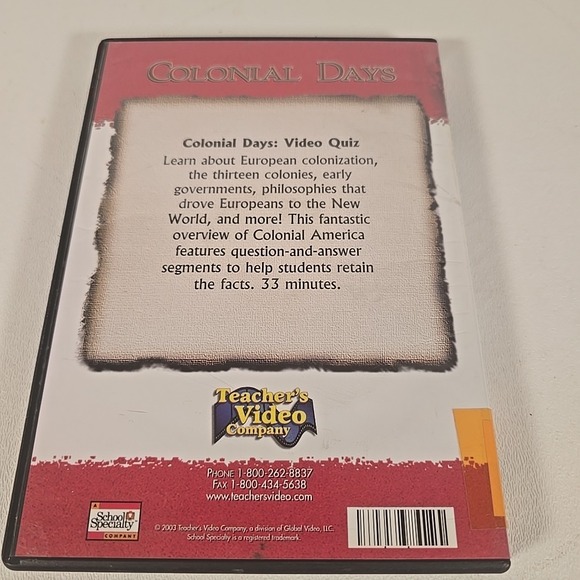 COLONIAL DAYS
Colonial Days: Video Quiz
Learn about European colonization,
the thirteen colonies, early
governments, philosophies that
drove Europeans to the New
World, and more! This fantastic
overview of Colonial America
features question-and-answer
segments to help students retain
the facts. 33 minutes.
Teacher's
Video
Company
PHONE 1-800-262-8837
FAX 1-800-434-5638
www.teachersvideo.com
A
School
Specialty
COMPANY
© 2003 Teacher's Video Company, a division of Global Video, LLC.
School Specialty is a registered trademark.